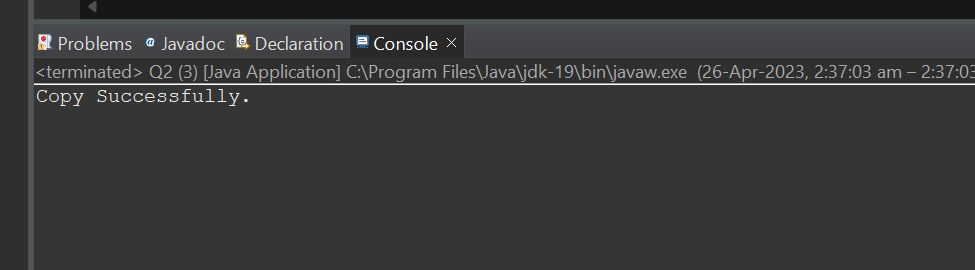 Problems Javadoc Declaration Console
<terminated> Q2 (3) [Java Application] C:\Program Files\Java\jdk-19\bin\javaw.exe (26-Apr-2023, 2:37:03 am – 2:37:03
Copy Successfully.